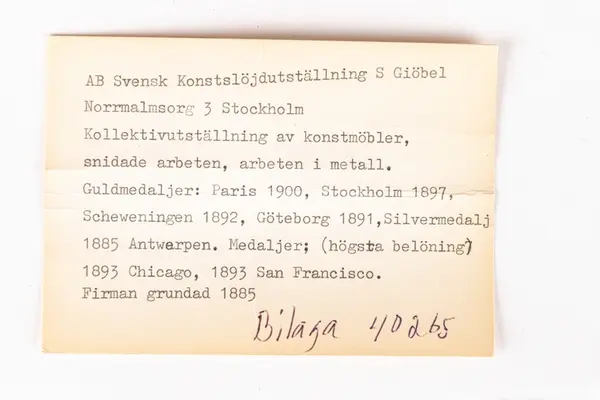 AB Svensk Konstslöjdutställning S Giöbel
Norrmalmsorg 3 Stockholm
Kollektivutställning av konstmöbler,
snidade arbeten, arbeten i metall.
Guldmedaljer: Paris 1900, Stockholm 1897,
Scheweningen 1892, Göteborg 1891,Silvermedalj
1885 Antwarpen. Medaljer; (högsta belöning)
1893 Chicago, 1893 San Francisco.
Firman grundad 1885
Bilaga 40265